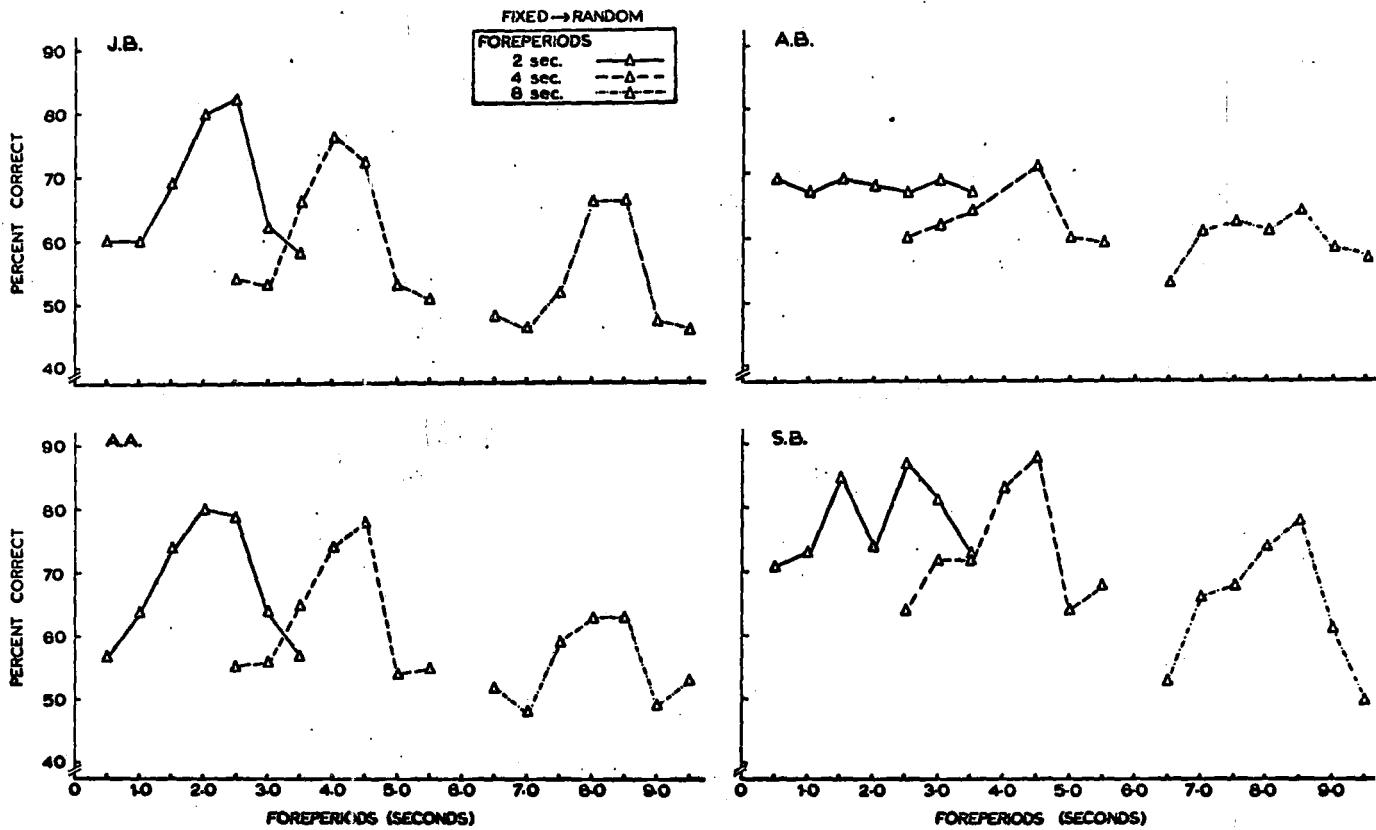 FIXED→RANDOM
FOREPERIODS
2 sec.
4 sec.
8 sec.
J.B.
90
80
70
60
50
40
PERCENT CORRECT
A.B.
A.A.
90
80
70
60
50
40
PERCENT CORRECT
0 1·0 2·0 3·0 4·0 5·0 6·0 7·0 8·0 9·0
FOREPERIODS (SECONDS)
S.B.
0 1·0 2·0 3·0 4·0 5·0 6·0 7·0 8·0 9·0
FOREPERIODS (SECONDS)